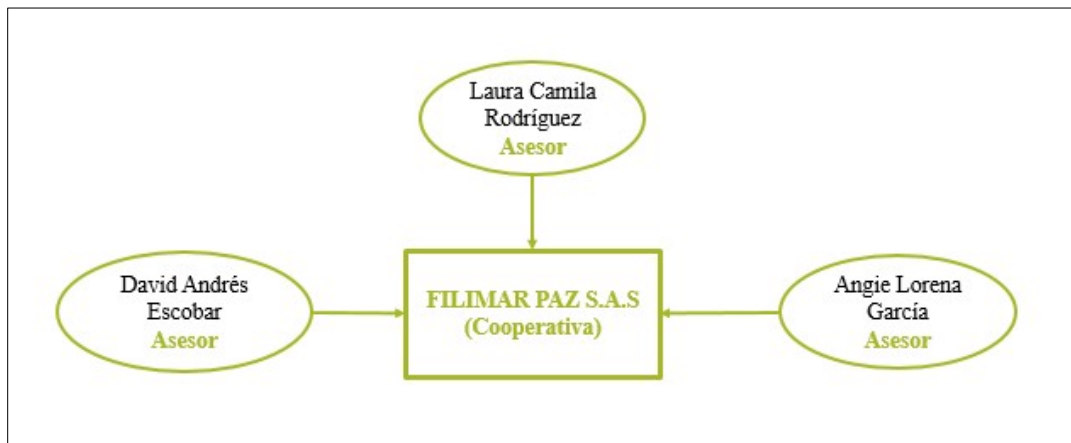 Laura Camila
Rodríguez
Asesor
David Andrés
Escobar
Asesor
FILIMAR PAZ S.A.S
(Cooperativa)
Angie Lorena
García
Asesor